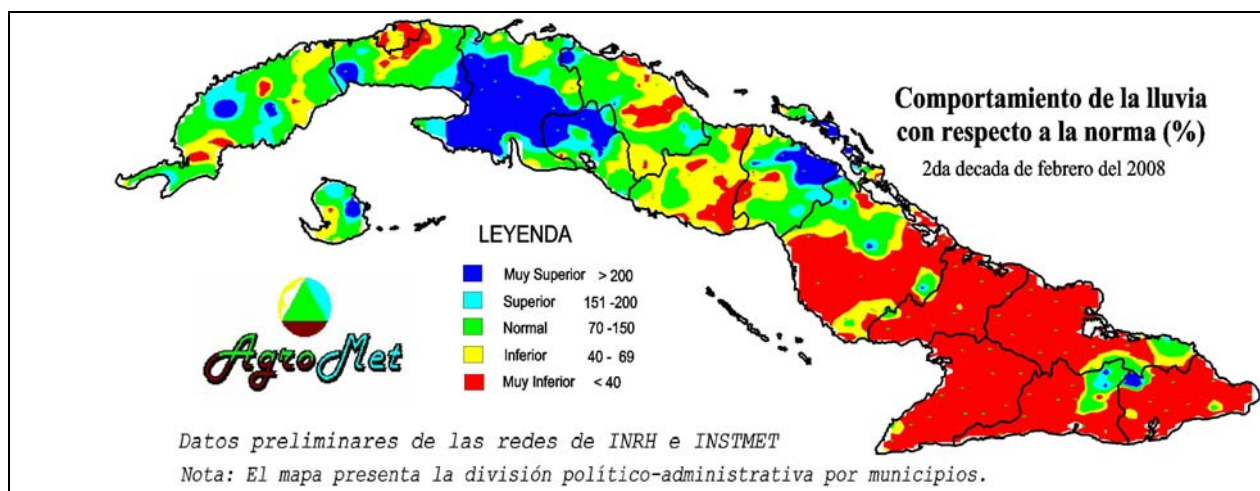 Comportamiento de la lluvia
con respecto a la norma (%)
2da decada de febrero del 2008
LEYENDA
Muy Superior > 200
Superior 151 -200
Normal 70 -150
Inferior 40 - 69
Muy Inferior < 40
AgroMet
Datos preliminares de las redes de INRH e INSTMET
Nota: El mapa presenta la división político-administrativa por municipios.